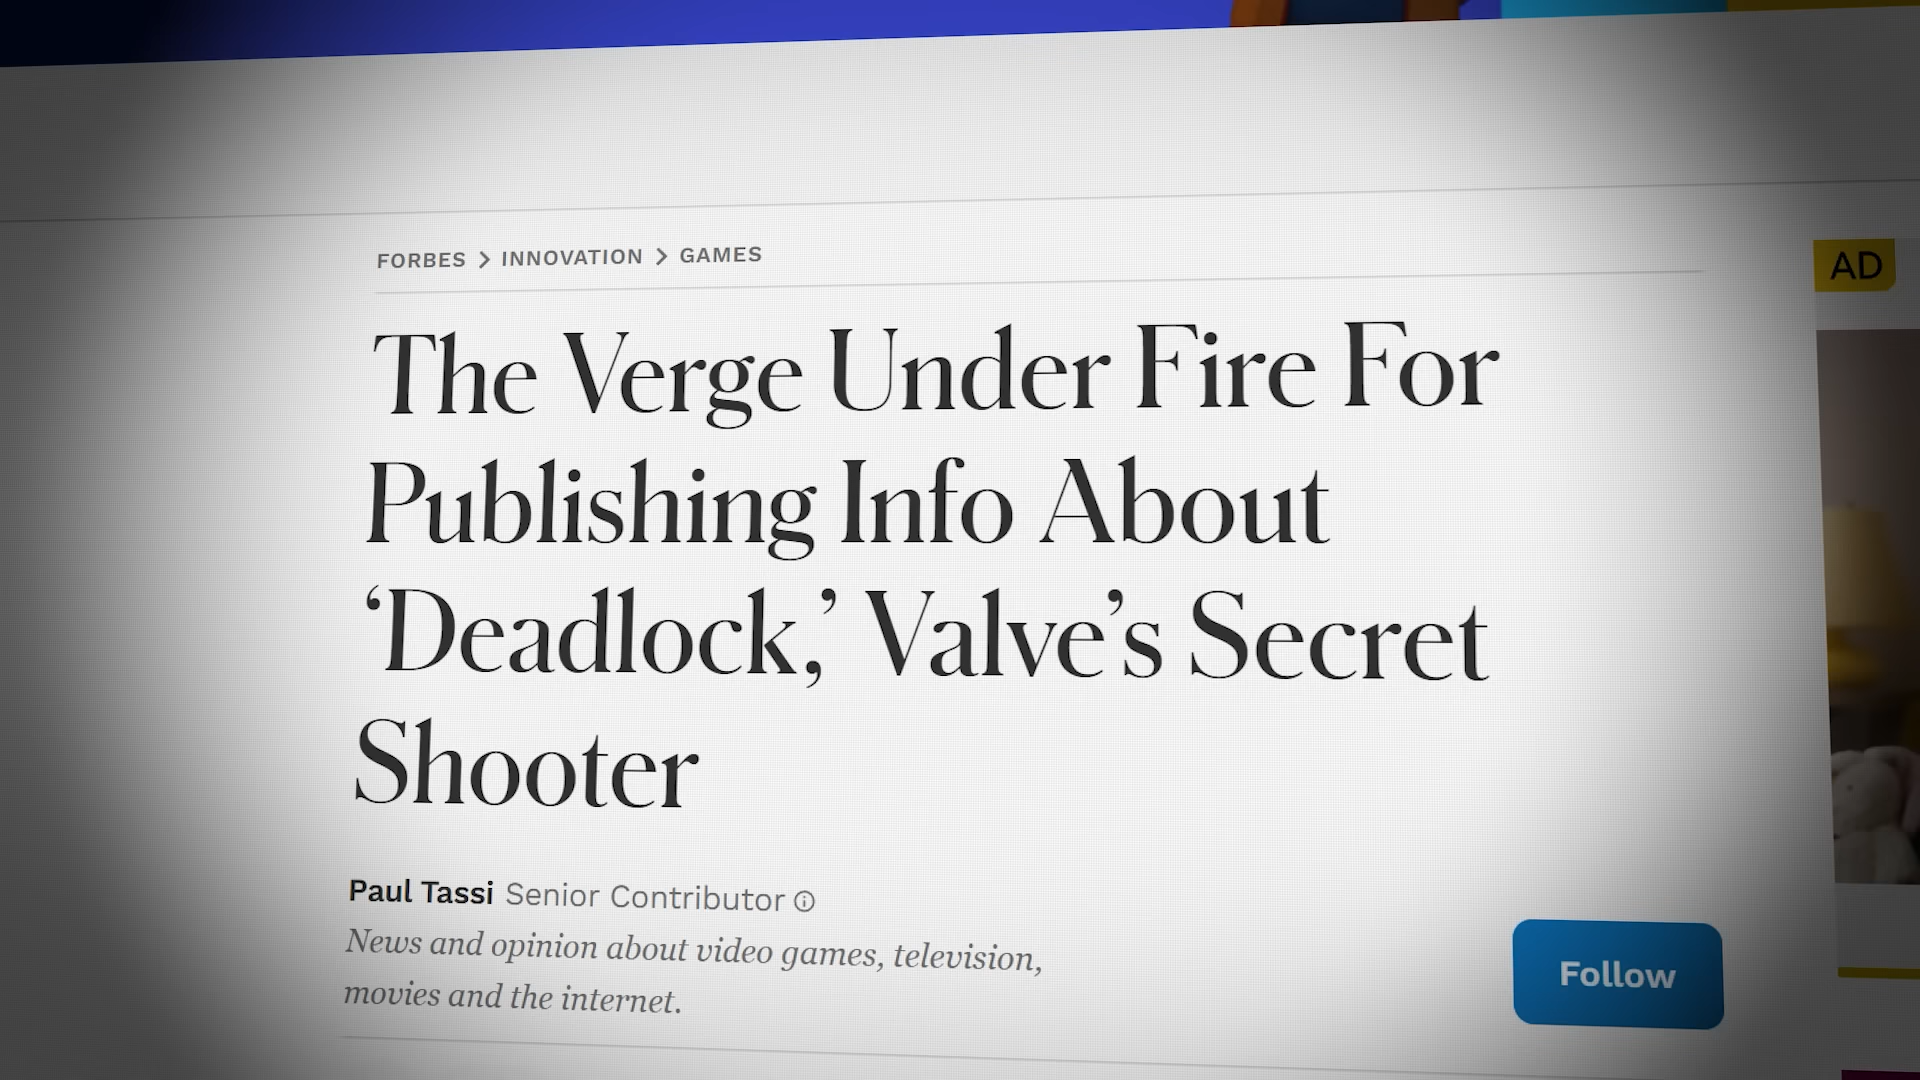 FORBES > INNOVATION > GAMES
AD
The Verge Under Fire For
Publishing Info About
‘Deadlock,’ Valve’s Secret
Shooter
Paul Tassi Senior Contributor
News and opinion about video games, television,
movies and the internet.
Follow